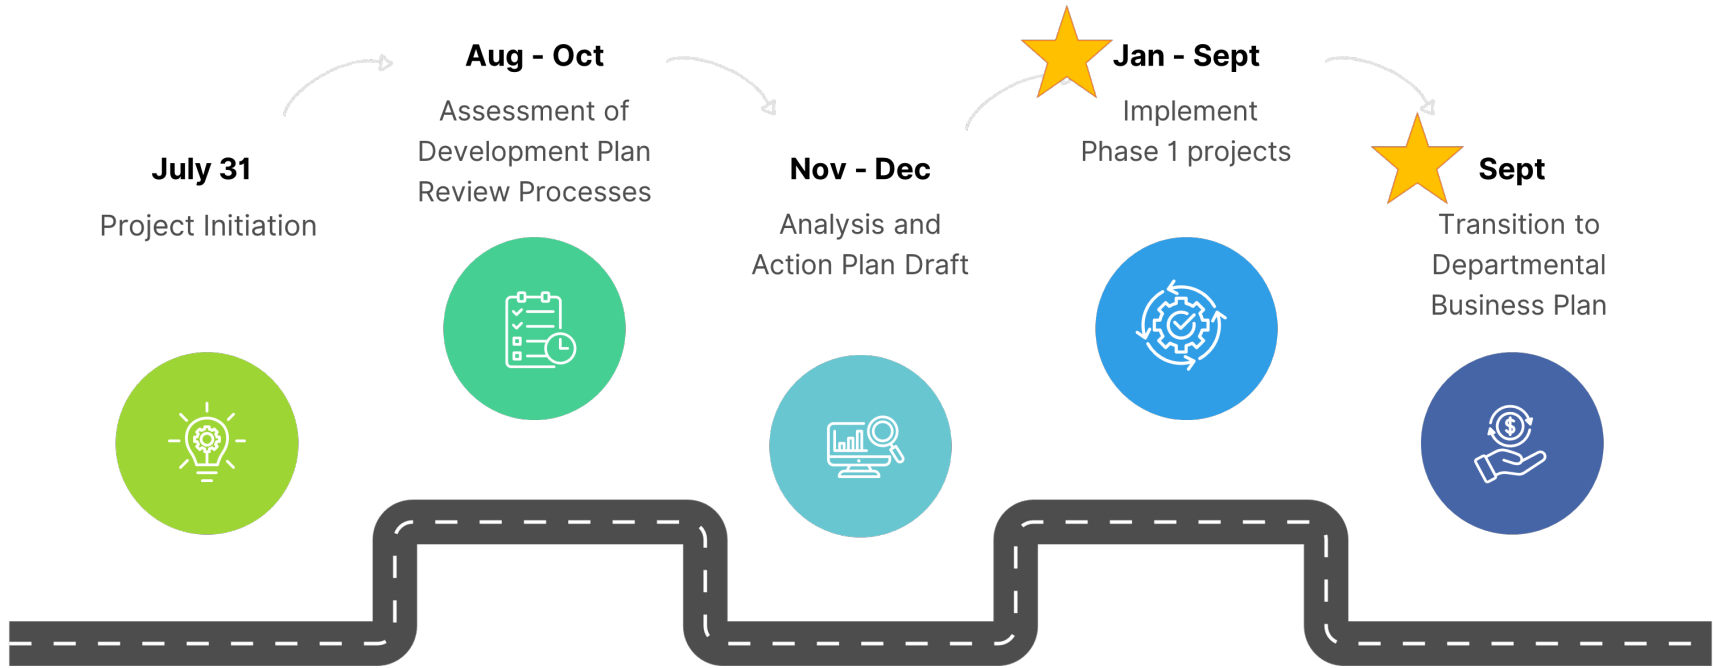 July 31
Project Initiation
Aug - Oct
Assessment of
Development Plan
Review Processes
Nov - Dec
Analysis and
Action Plan Draft
Jan - Sept
Implement
Phase 1 projects
Sept
Transition to
Departmental
Business Plan
$